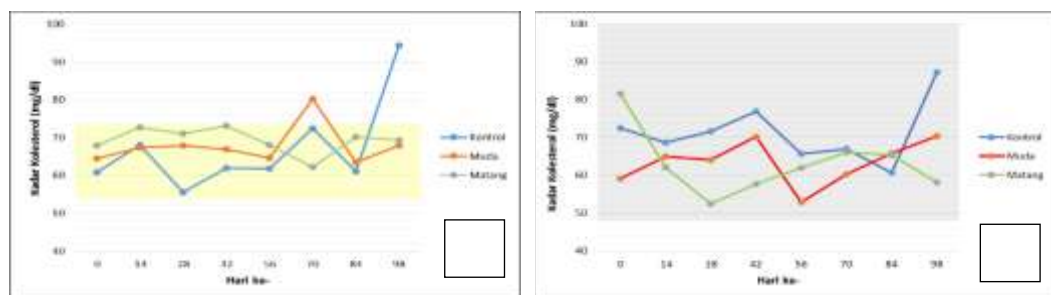 Kadar Kolesterol (mg/dl)
100
90
80
70
60
50
40
0 14 28 42 56 70 84 98
Hari ke-
Kontrol
Muda
Matang
Kadar Kolesterol (mg/dl)
100
90
80
70
60
50
40
0 14 28 42 56 70 84 98
Hari ke-
Kontrol
Muda
Matang